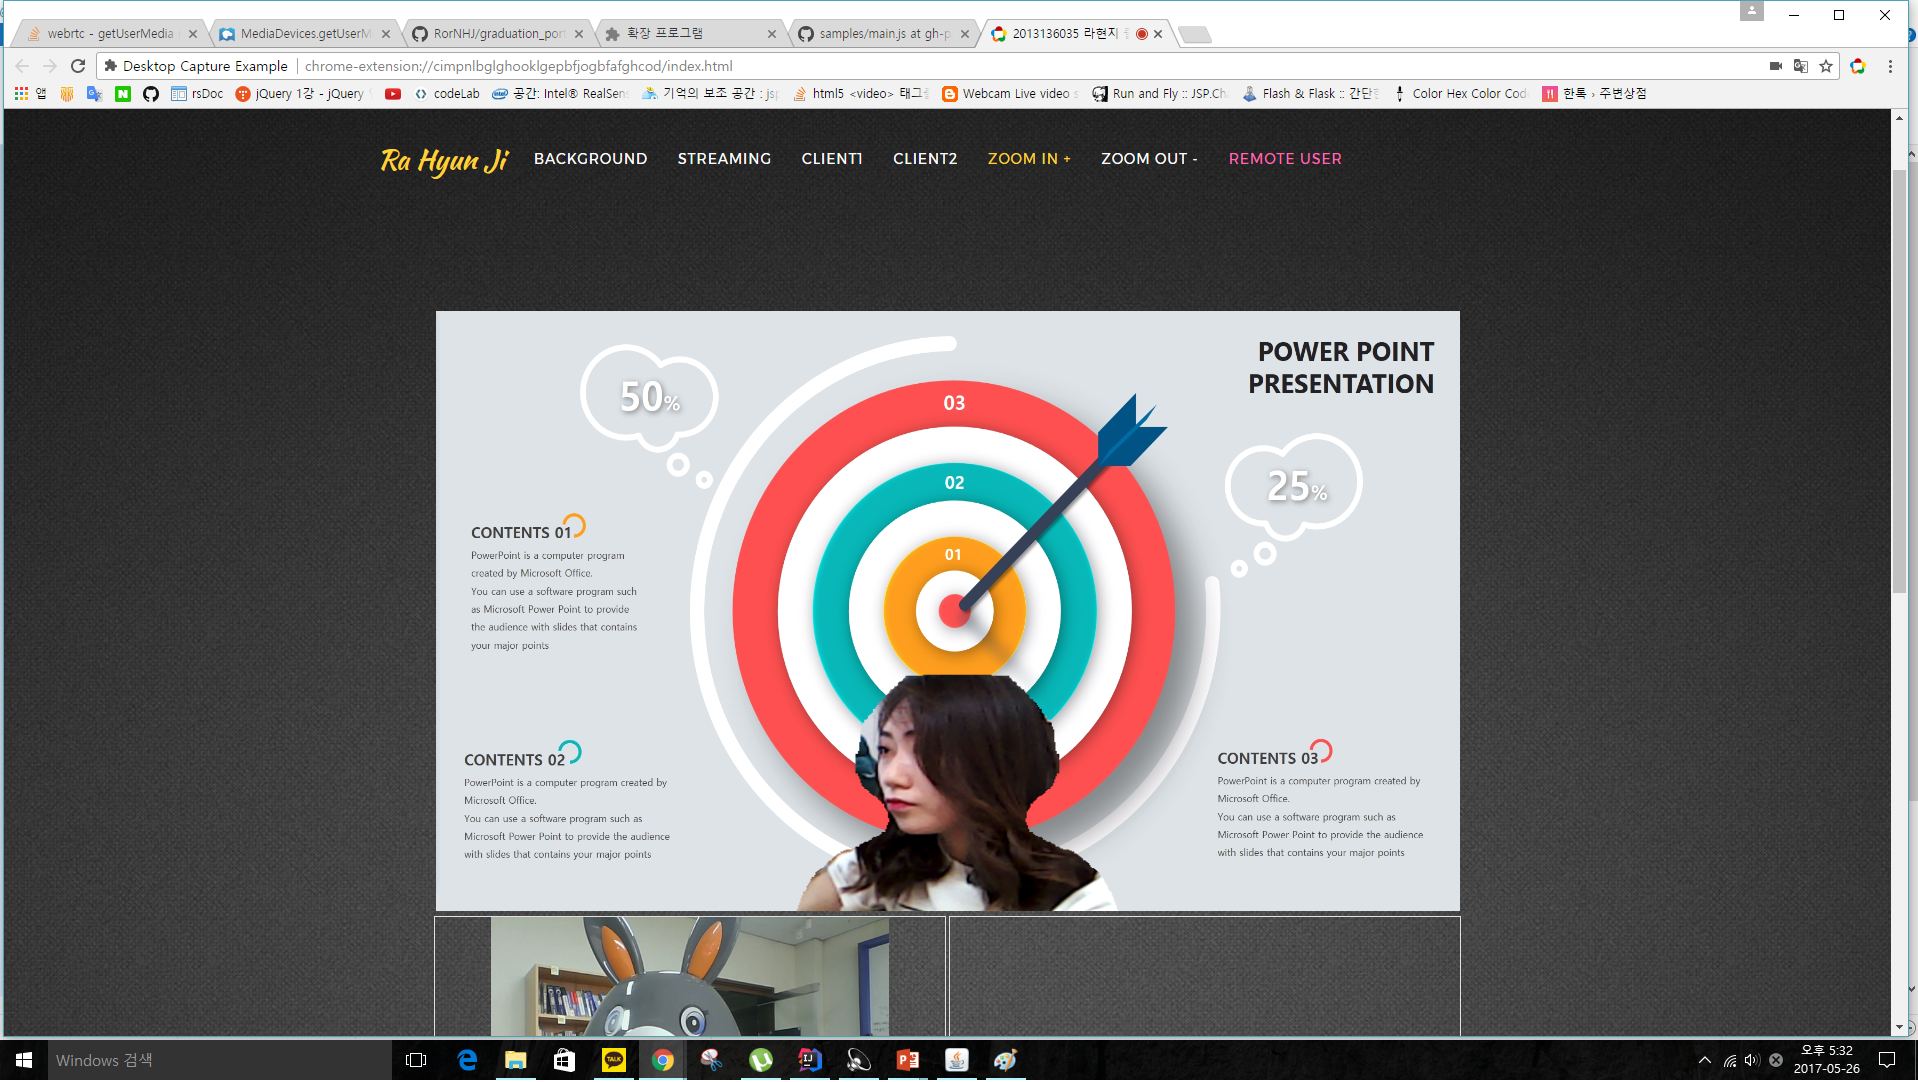 webrtc - getUserMedia
MediaDevices.getUserM
RorNHJ/graduation_por
확장 프로그램
samples/main.js at gh-p
2013136035 라현지
Desktop Capture Example
chrome-extension://cimpnlbglghooklgepbfjogbfafghcod/index.html
앱
rsDoc
jQuery 1강 - jQuery
codeLab
공간: Intel® RealSens
기억의 보조 공간 : jsp
html5 <video> 태그
Webcam Live video s
Run and Fly :: JSP.Ch
Flash & Flask :: 간단
Color Hex Color Cod
한톡 › 주변상점
Ra Hyun Ji
BACKGROUND
STREAMING
CLIENT1
CLIENT2
ZOOM IN +
ZOOM OUT -
REMOTE USER
POWER POINT
PRESENTATION
50%
03
02
25%
01
CONTENTS 01
PowerPoint is a computer program
created by Microsoft Office.
You can use a software program such
as Microsoft Power Point to provide
the audience with slides that contains
your major points
CONTENTS 02
PowerPoint is a computer program created by
Microsoft Office.
You can use a software program such as
Microsoft Power Point to provide the audience
with slides that contains your major points
CONTENTS 03
PowerPoint is a computer program created by
Microsoft Office.
You can use a software program such as
Microsoft Power Point to provide the audience
with slides that contains your major points
Windows 검색
TALK
오후 5:32
2017-05-26